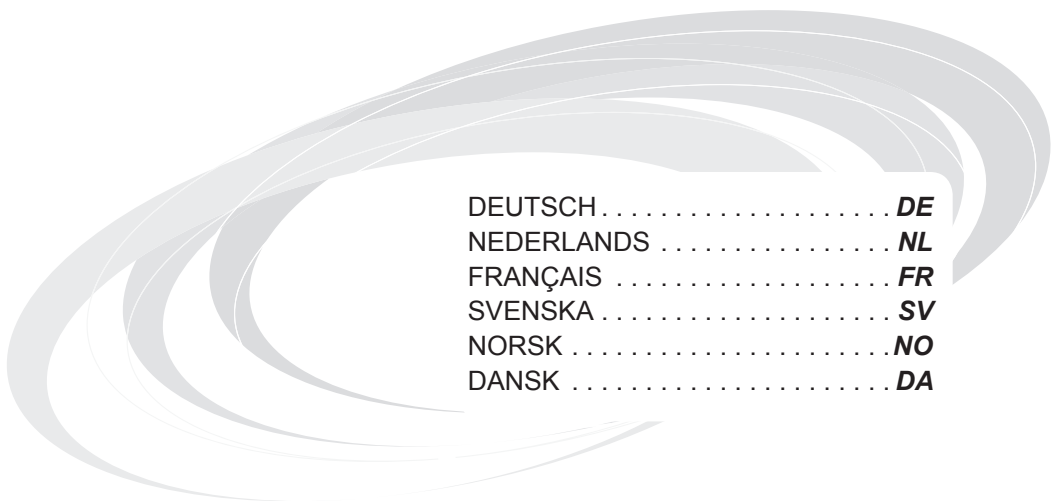 DEUTSCH . . . . . . . . . . . . . . . . . . . . DE
NEDERLANDS . . . . . . . . . . . . . . . . NL
FRANÇAIS . . . . . . . . . . . . . . . . . . . FR
SVENSKA . . . . . . . . . . . . . . . . . . . . SV
NORSK . . . . . . . . . . . . . . . . . . . . . . NO
DANSK . . . . . . . . . . . . . . . . . . . . . . DA